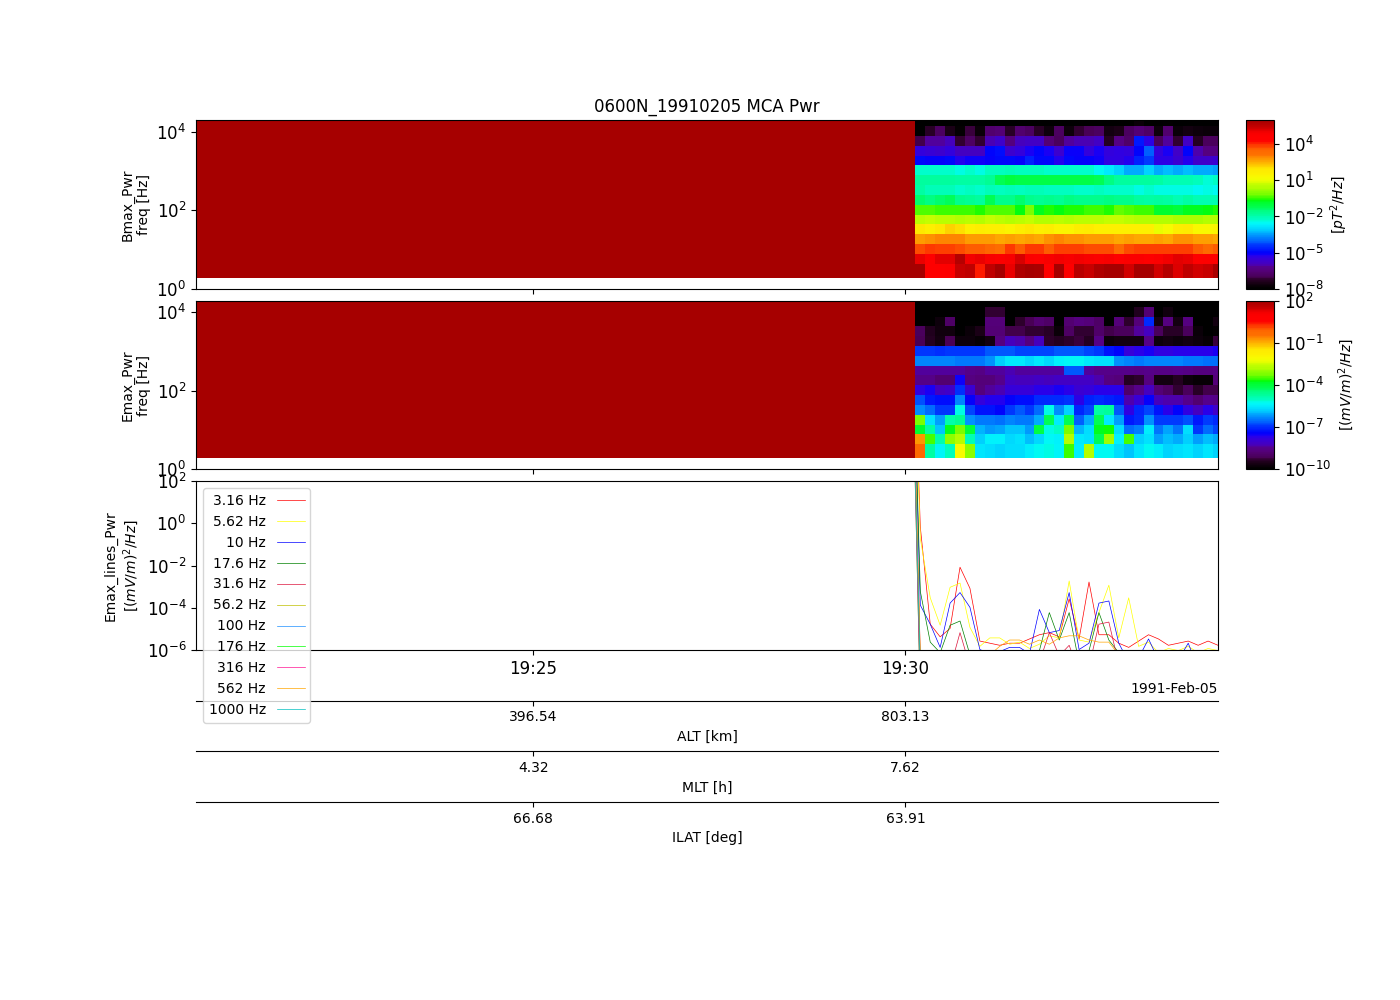 0600N_19910205 MCA Pwr
10^4
10^2
10^0
Bmax_Pwr
freq [Hz]
10^4
10^1
10^-2
10^-5
10^-8
[pT^2/Hz]
10^4
10^2
10^0
Emax_Pwr
freq [Hz]
10^2
10^-1
10^-4
10^-7
10^-10
[(mV/m)^2/Hz]
10^2
10^0
10^-2
10^-4
10^-6
Emax_lines_Pwr
[(mV/m)^2/Hz]
3.16 Hz
5.62 Hz
10 Hz
17.6 Hz
31.6 Hz
56.2 Hz
100 Hz
176 Hz
316 Hz
562 Hz
1000 Hz
19:25 19:30
1991-Feb-05
396.54 803.13
ALT [km]
4.32 7.62
MLT [h]
66.68 63.91
ILAT [deg]